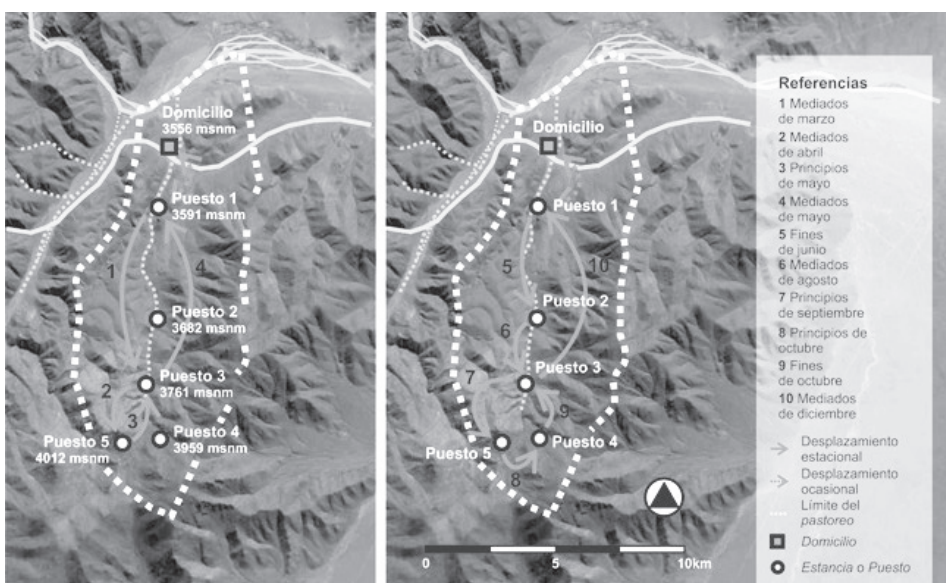 Domicilio
3556 msnm
Puesto 1
3591 msnm
1
4
Puesto 2
3682 msnm
Puesto 3
3761 msnm
2
3
Puesto 5
4012 msnm
Puesto 4
3959 msnm
Domicilio
Puesto 1
5
10
Puesto 2
6
Puesto 3
7
9
Puesto 5
Puesto 4
8
0
5
10km
Referencias
1 Mediados
de marzo
2 Mediados
de abril
3 Principios
de mayo
4 Mediados
de mayo
5 Fines
de junio
6 Mediados
de agosto
7 Principios
de septiembre
8 Principios de
octubre
9 Fines
de octubre
10 Mediados
de diciembre
Desplazamiento
estacional
Desplazamiento
ocasional
Límite del
pastoreo
Domicilio
Estancia o Puesto